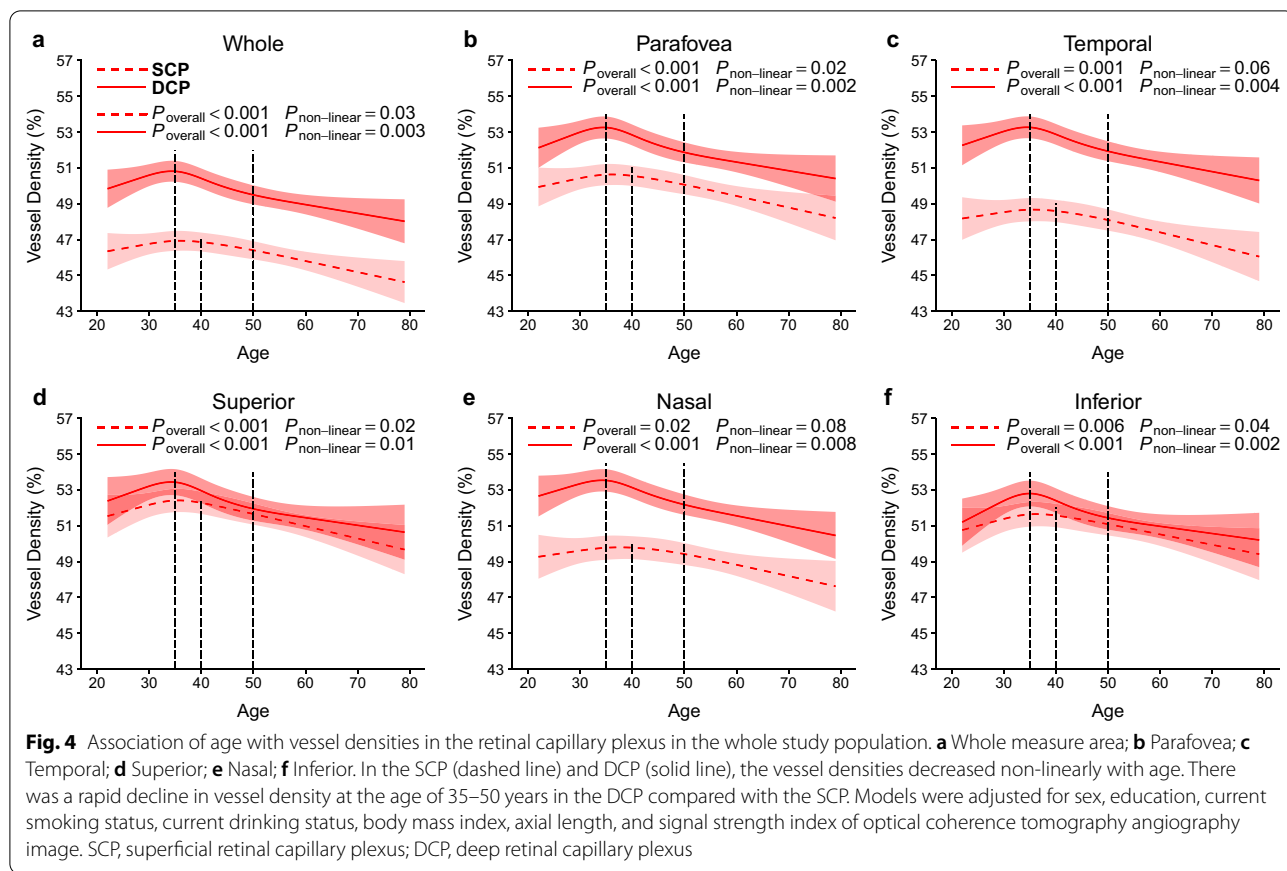 a Whole
57
55
53
51
49
47
45
43
Vessel Density (%)
SCP
DCP
P overall < 0.001 P non–linear = 0.03
P overall < 0.001 P non–linear = 0.003
20 30 40 50 60 70 80
Age
b Parafovea
57
55
53
51
49
47
45
43
Vessel Density (%)
P overall < 0.001 P non–linear = 0.02
P overall < 0.001 P non–linear = 0.002
20 30 40 50 60 70 80
Age
c Temporal
57
55
53
51
49
47
45
43
Vessel Density (%)
P overall = 0.001 P non–linear = 0.06
P overall < 0.001 P non–linear = 0.004
20 30 40 50 60 70 80
Age
d Superior
57
55
53
51
49
47
45
43
Vessel Density (%)
P overall < 0.001 P non–linear = 0.02
P overall < 0.001 P non–linear = 0.01
20 30 40 50 60 70 80
Age
e Nasal
57
55
53
51
49
47
45
43
Vessel Density (%)
P overall = 0.02 P non–linear = 0.08
P overall < 0.001 P non–linear = 0.008
20 30 40 50 60 70 80
Age
f Inferior
57
55
53
51
49
47
45
43
Vessel Density (%)
P overall = 0.006 P non–linear = 0.04
P overall < 0.001 P non–linear = 0.002
20 30 40 50 60 70 80
Age
Fig. 4 Association of age with vessel densities in the retinal capillary plexus in the whole study population. a Whole measure area; b Parafovea; c
Temporal; d Superior; e Nasal; f Inferior. In the SCP (dashed line) and DCP (solid line), the vessel densities decreased non-linearly with age. There
was a rapid decline in vessel density at the age of 35–50 years in the DCP compared with the SCP. Models were adjusted for sex, education, current
smoking status, current drinking status, body mass index, axial length, and signal strength index of optical coherence tomography angiography
image. SCP, superficial retinal capillary plexus; DCP, deep retinal capillary plexus